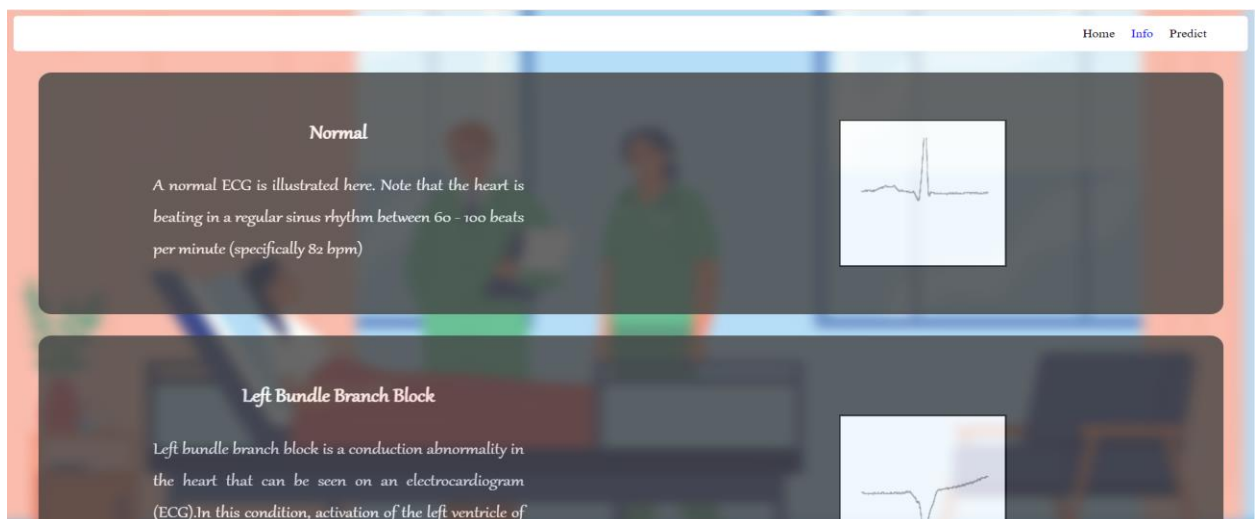 Home Info Predict
Normal
A normal ECG is illustrated here. Note that the heart is
beating in a regular sinus rhythm between 60 - 100 beats
per minute (specifically 82 bpm)
Left Bundle Branch Block
Left bundle branch block is a conduction abnormality in
the heart that can be seen on an electrocardiogram
(ECG).In this condition, activation of the left ventricle of